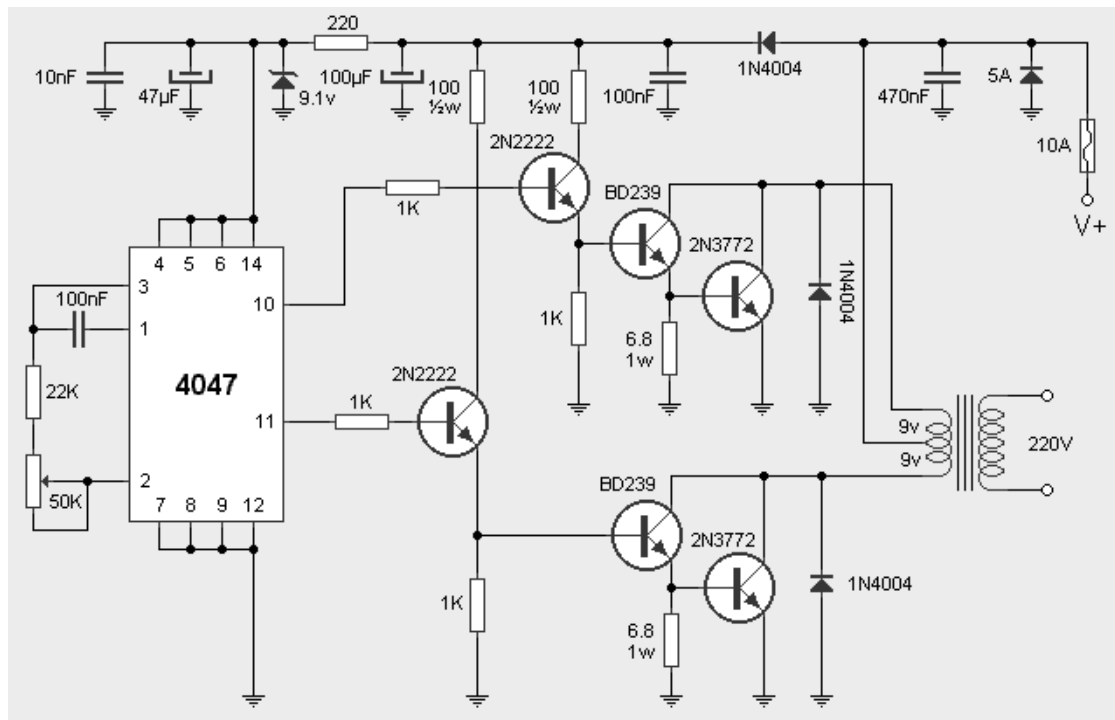 220
10nF
47µF
9.1v
100µF
100
½w
100
½w
100nF
1N4004
470nF
5A
10A
V+
2N2222
1K
BD239
2N3772
1N4004
4
5
6
14
3
100nF
1
10
1K
6.8
1w
22K
4047
2N2222
1K
11
9v
9v
220V
50K
2
7
8
9
12
BD239
2N3772
1K
1N4004
6.8
1w